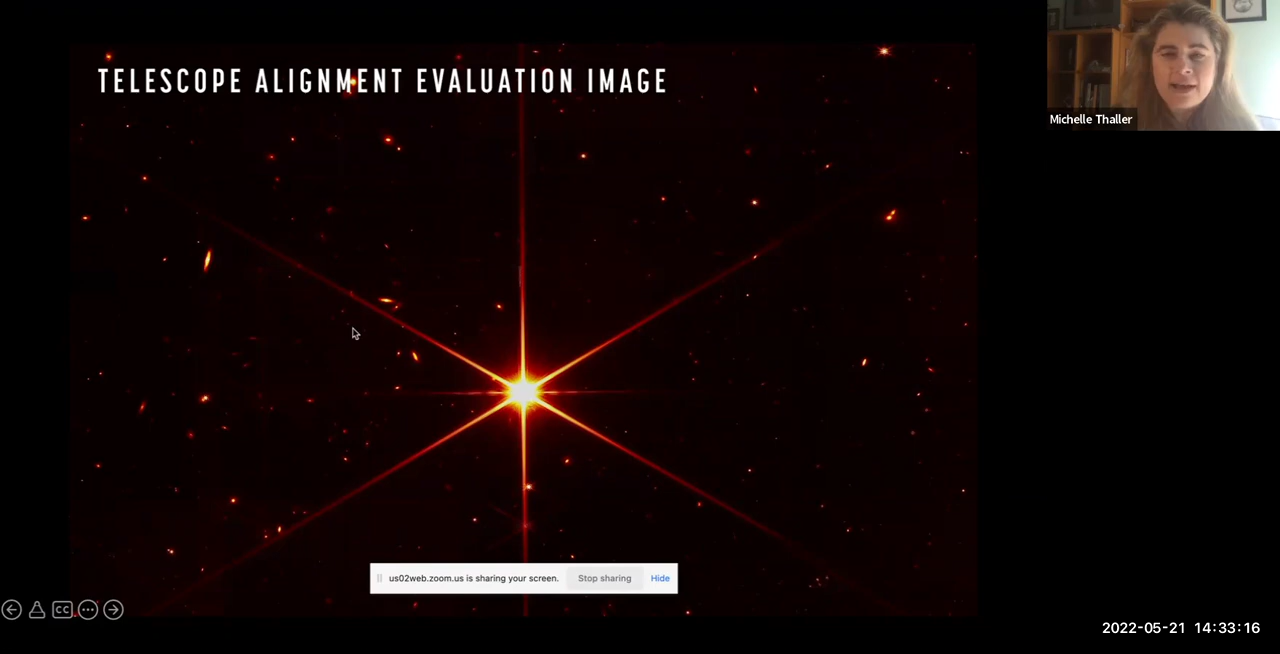 TELESCOPE ALIGNMENT EVALUATION IMAGE
Michelle Thaller
us02web.zoom.us is sharing your screen. Stop sharing Hide
CC
2022-05-21 14:33:16